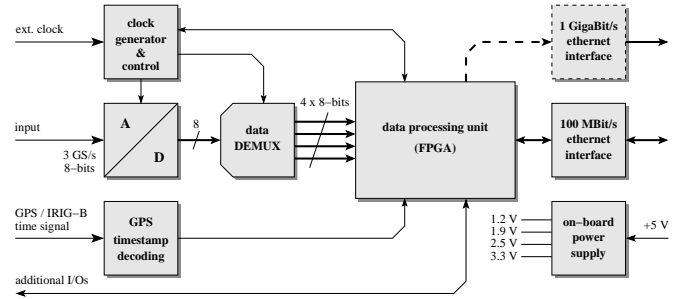 ext. clock
clock
generator
&
control
1 GigaBit/s
ethernet
interface
input
3 GS/s
8-bits
A
D
8
data
DEMUX
4 x 8-bits
data processing unit
(FPGA)
100 MBit/s
ethernet
interface
GPS / IRIG-B
time signal
GPS
timestamp
decoding
1.2 V
1.9 V
2.5 V
3.3 V
on-board
power
supply
+5 V
additional I/Os